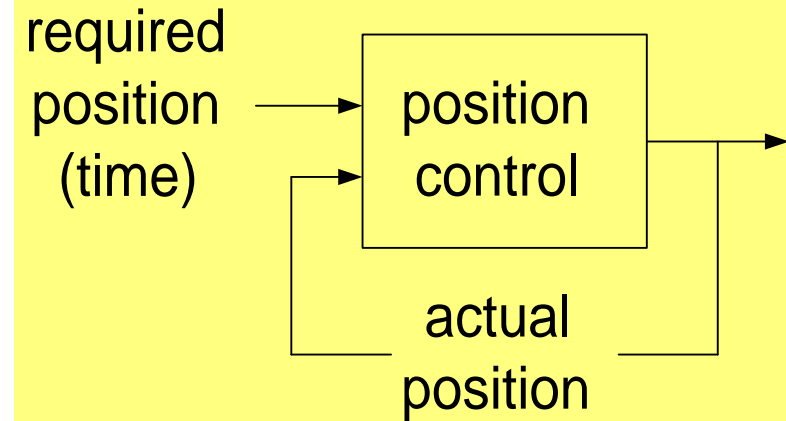 required
position
(time)
position
control
actual
position